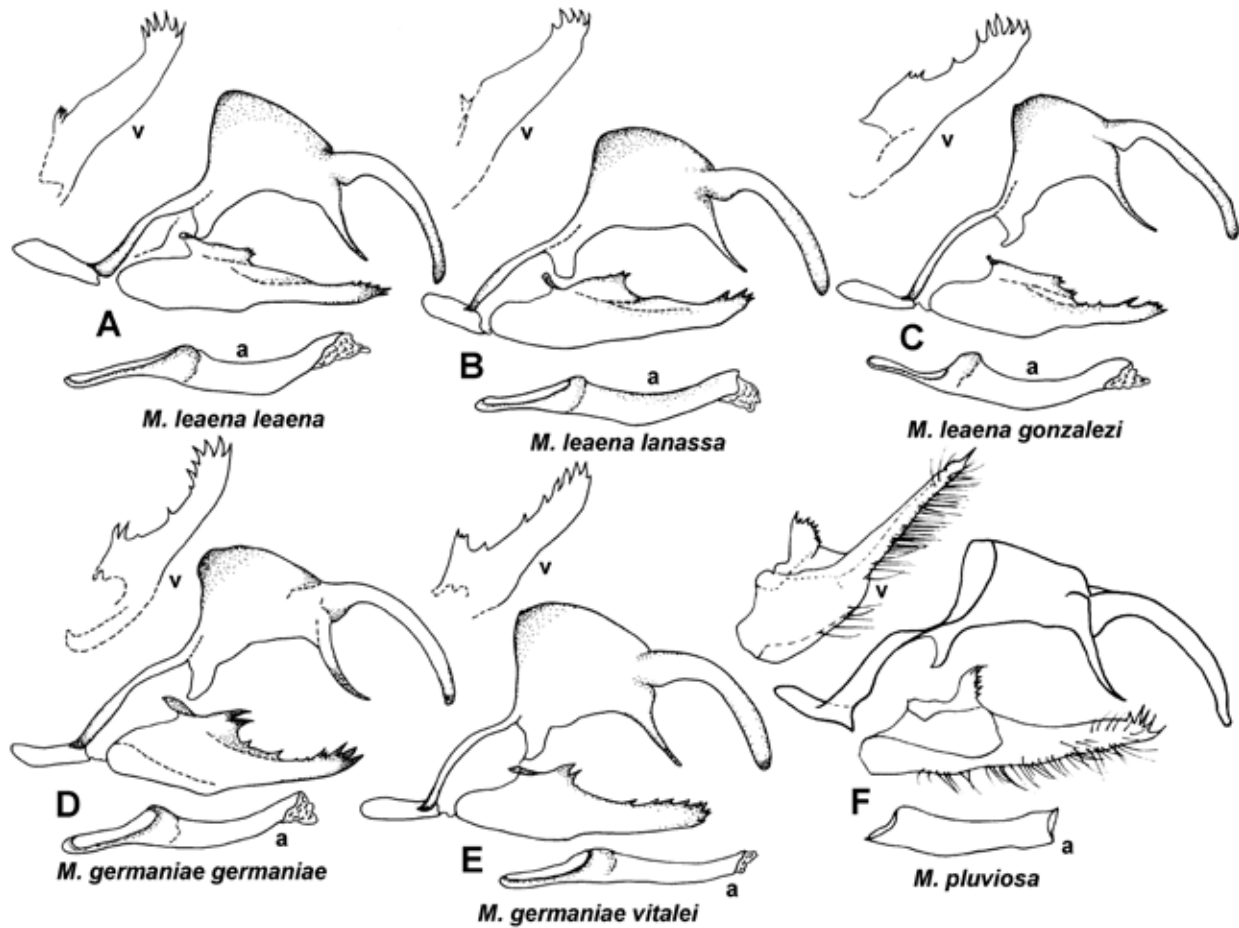 v
v
v
A
a
M. leaena leaena
B
a
M. leaena lanassa
C
a
M. leaena gonzalezi
v
v
v
D
a
M. germaniae germaniae
E
a
M. germaniae vitalei
F
a
M. pluviosa